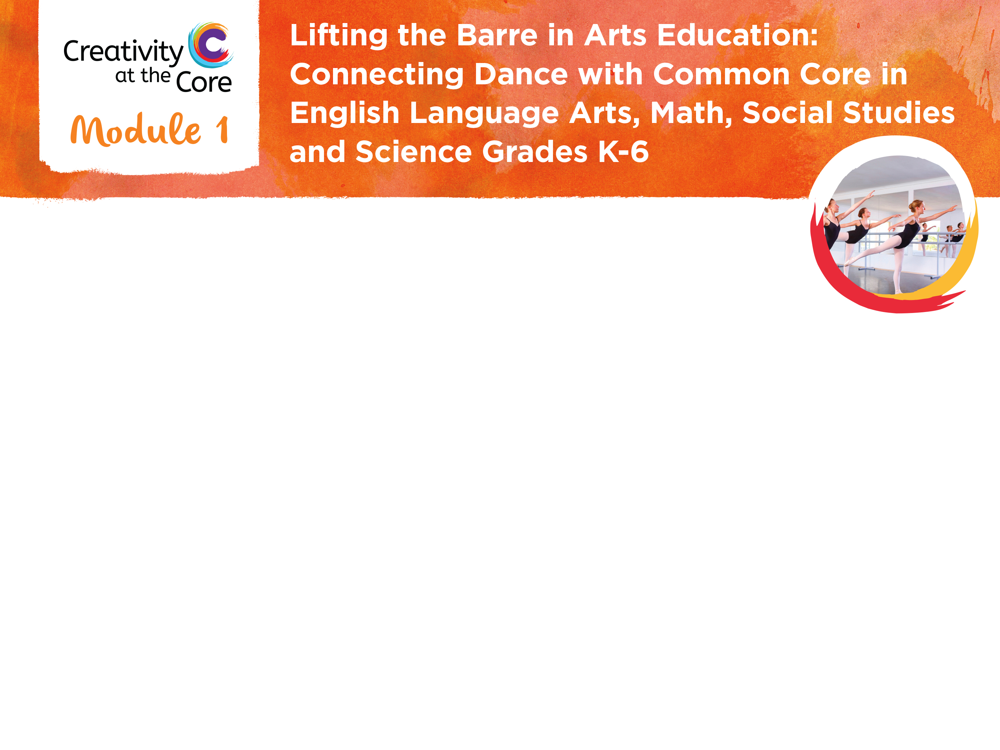 Creativity
at the Core
Module 1
Lifting the Barre in Arts Education:
Connecting Dance with Common Core in
English Language Arts, Math, Social Studies
and Science Grades K-6